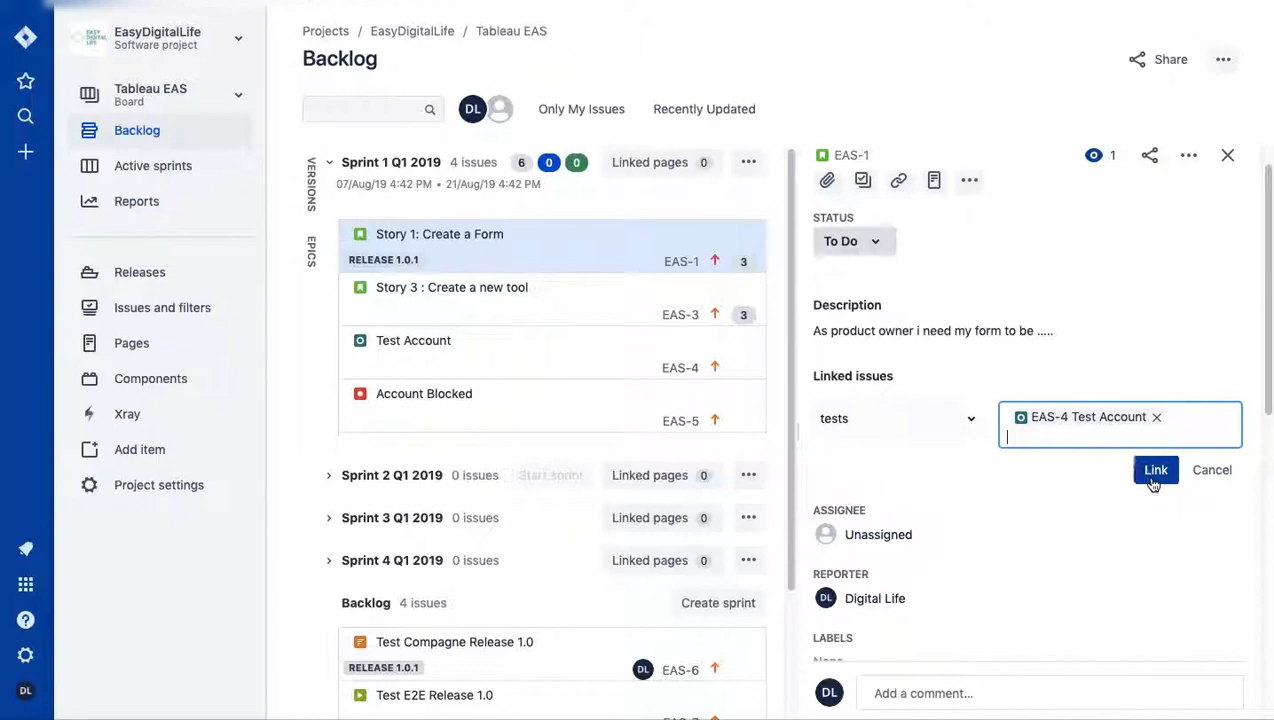 EASY
DIGITAL
LIFE
EasyDigitalLife
Software project
Tableau EAS
Board
Backlog
Active sprints
Reports
Releases
Issues and filters
Pages
Components
Xray
Add item
Project settings
DL
Projects / EasyDigitalLife / Tableau EAS
Backlog
Share
DL Only My Issues Recently Updated
VERSIONS
EPICS
Sprint 1 Q1 2019 4 issues 6 0 0 Linked pages 0
07/Aug/19 4:42 PM • 21/Aug/19 4:42 PM
Story 1: Create a Form
RELEASE 1.0.1 EAS-1 3
Story 3 : Create a new tool
EAS-3 3
Test Account
EAS-4
Account Blocked
EAS-5
Sprint 2 Q1 2019 0 issues Start sprint Linked pages 0
Sprint 3 Q1 2019 0 issues Linked pages 0
Sprint 4 Q1 2019 0 issues Linked pages 0
Backlog 4 issues Create sprint
Test Compagne Release 1.0
RELEASE 1.0.1 DL EAS-6
Test E2E Release 1.0
EAS-1 1
STATUS
To Do
Description
As product owner i need my form to be .....
Linked issues
tests EAS-4 Test Account
Link Cancel
ASSIGNEE
Unassigned
REPORTER
DL Digital Life
LABELS
None
DL Add a comment…